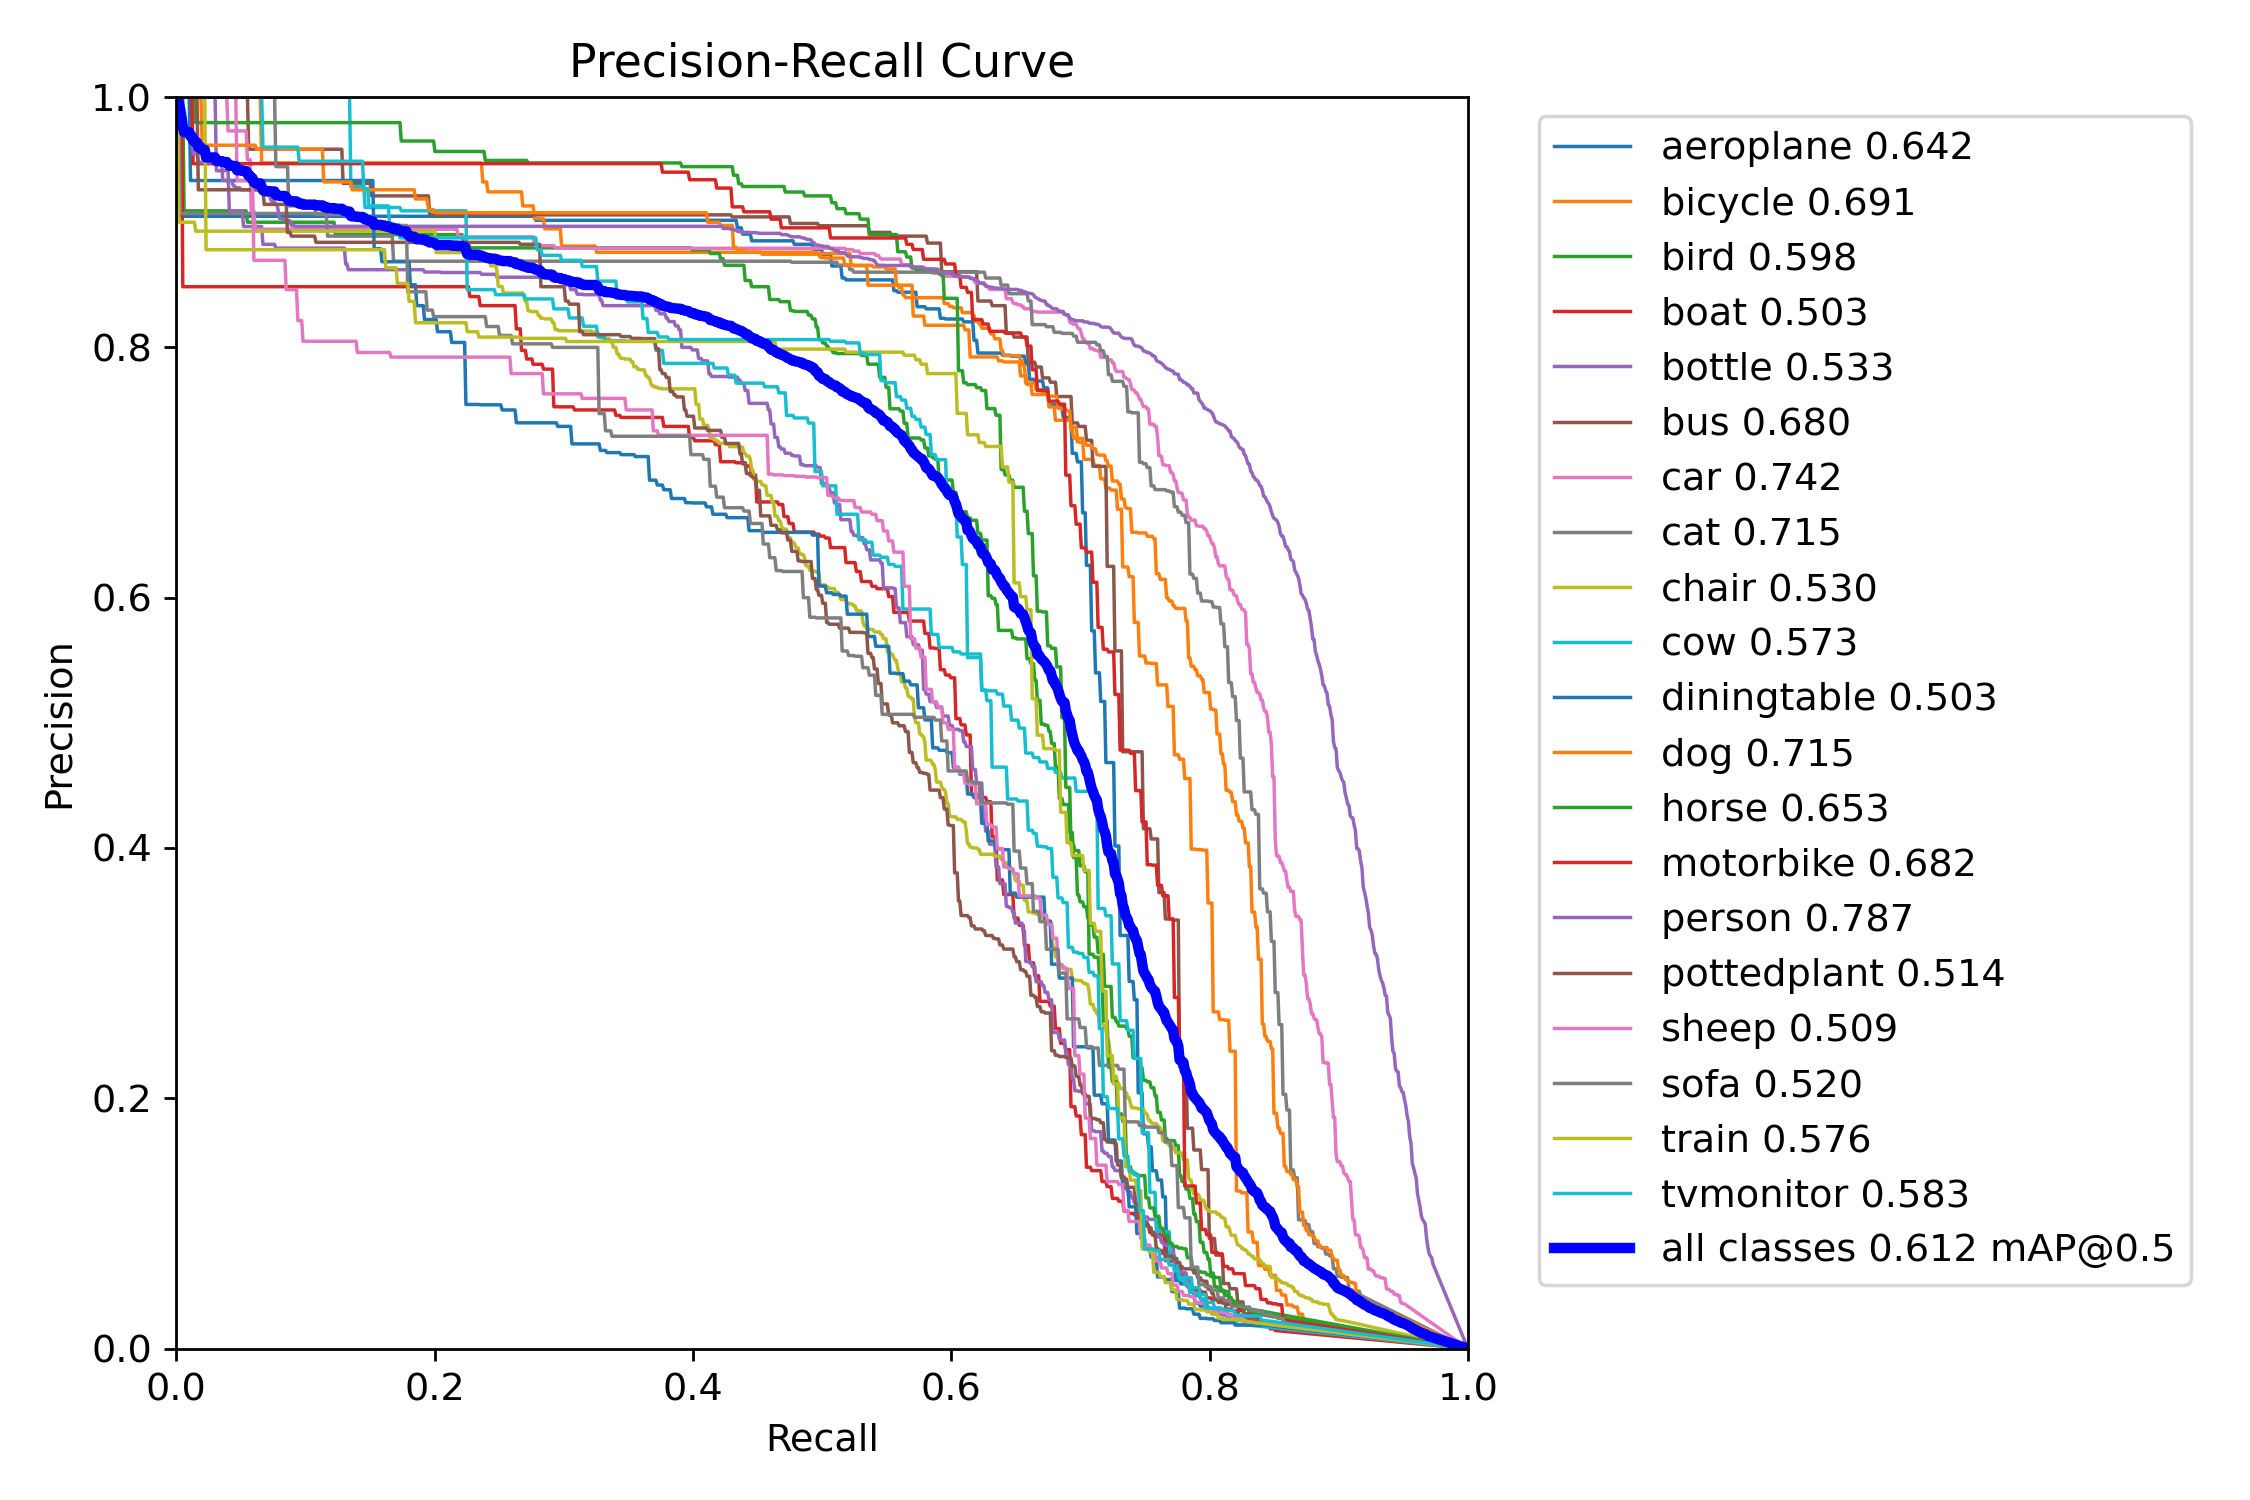 Precision-Recall Curve
1.0
0.8
0.6
0.4
0.2
0.0
Precision
0.0 0.2 0.4 0.6 0.8 1.0
Recall
aeroplane 0.642
bicycle 0.691
bird 0.598
boat 0.503
bottle 0.533
bus 0.680
car 0.742
cat 0.715
chair 0.530
cow 0.573
diningtable 0.503
dog 0.715
horse 0.653
motorbike 0.682
person 0.787
pottedplant 0.514
sheep 0.509
sofa 0.520
train 0.576
tvmonitor 0.583
all classes 0.612 mAP@0.5